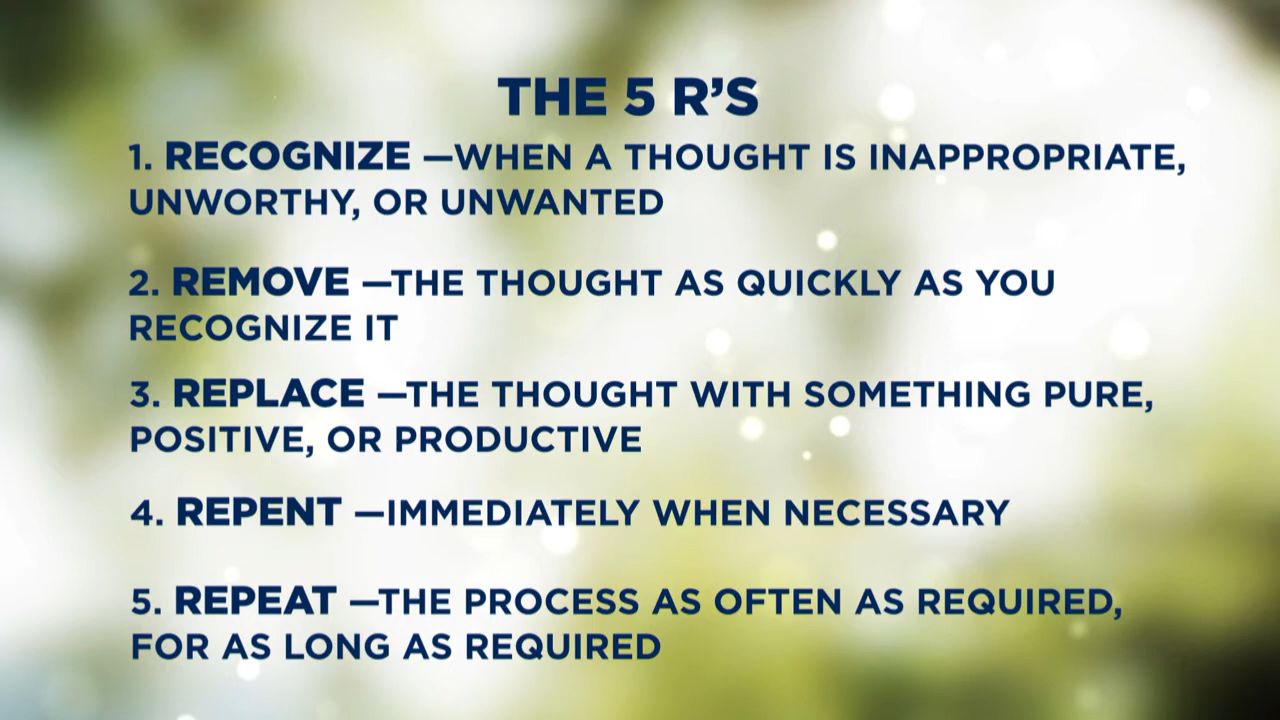 THE 5 R’S
1. RECOGNIZE —WHEN A THOUGHT IS INAPPROPRIATE,
UNWORTHY, OR UNWANTED
2. REMOVE —THE THOUGHT AS QUICKLY AS YOU
RECOGNIZE IT
3. REPLACE —THE THOUGHT WITH SOMETHING PURE,
POSITIVE, OR PRODUCTIVE
4. REPENT —IMMEDIATELY WHEN NECESSARY
5. REPEAT —THE PROCESS AS OFTEN AS REQUIRED,
FOR AS LONG AS REQUIRED